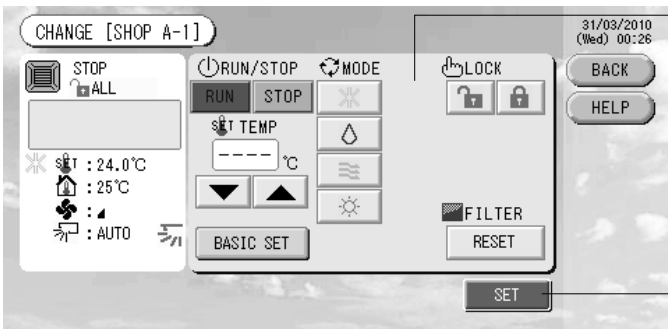 CHANGE [SHOP A-1]
31/03/2010
(Wed) 00:26
STOP
ALL
SET :24.0℃
:25℃
:
:AUTO
RUN/STOP
RUN STOP
SET TEMP
---- ℃
BASIC SET
MODE
LOCK
FILTER
RESET
BACK
HELP
SET